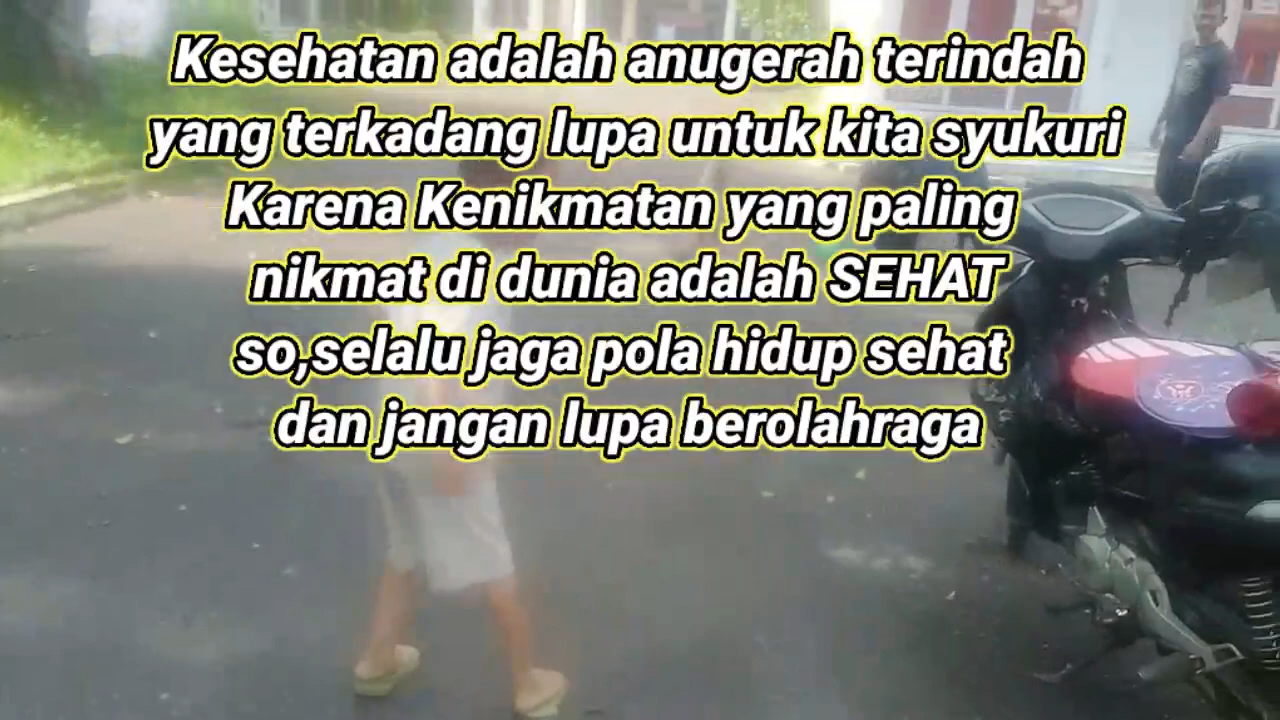 Kesehatan adalah anugerah terindah
yang terkadang lupa untuk kita syukuri
Karena Kenikmatan yang paling
nikmat di dunia adalah SEHAT
so,selalu jaga pola hidup sehat
dan jangan lupa berolahraga